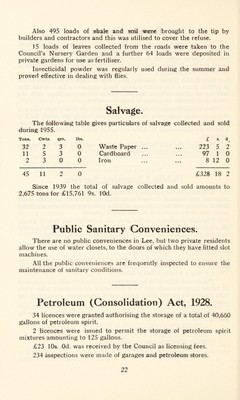 Also 495 loads of shale and soil were brought to the tip by
builders and contractors and this was utilised to cover the refuse.
15 loads of leaves collected from the roads were taken to the
Council's Nursery Garden and a further 64 loads were deposited in
private gardens for use as fertiliser.
Insecticidal powder was regularly used during the summer and
proved effective in dealing with flies.
Salvage.
The following table gives particulars of salvage collected and sold
during 1955.
Tons. Cwts. qrs. lbs. £ s. d.
32 2 3 0 Waste Paper ... ... 223 5 2
11 5 3 0 Cardboard ... ... 97 1 0
2 3 0 0 Iron ... ... 8 12 0
45 11 2 0 £328 18 2
Since 1939 the total of salvage collected and sold amounts to
2,675 tons for £15,761 9s. 10d.
Public Sanitary Conveniences.
There are no public conveniences in Lee, but two private residents
allow the use of water closets, to the doors of which they have fitted slot
machines.
All the public conveniences are frequently inspected to ensure the
maintenance of sanitary conditions.
Petroleum (Consolidation) Act, 1928.
34 licences were granted authorising the storage of a total of 40,660
gallons of petroleum spirit.
2 licences were issued to permit the storage of petroleum spirit
mixtures amounting to 125 gallons.
£23 10s. 0d. was received by the Council as licensing fees.
234 inspections were made of garages and petroleum stores.
22